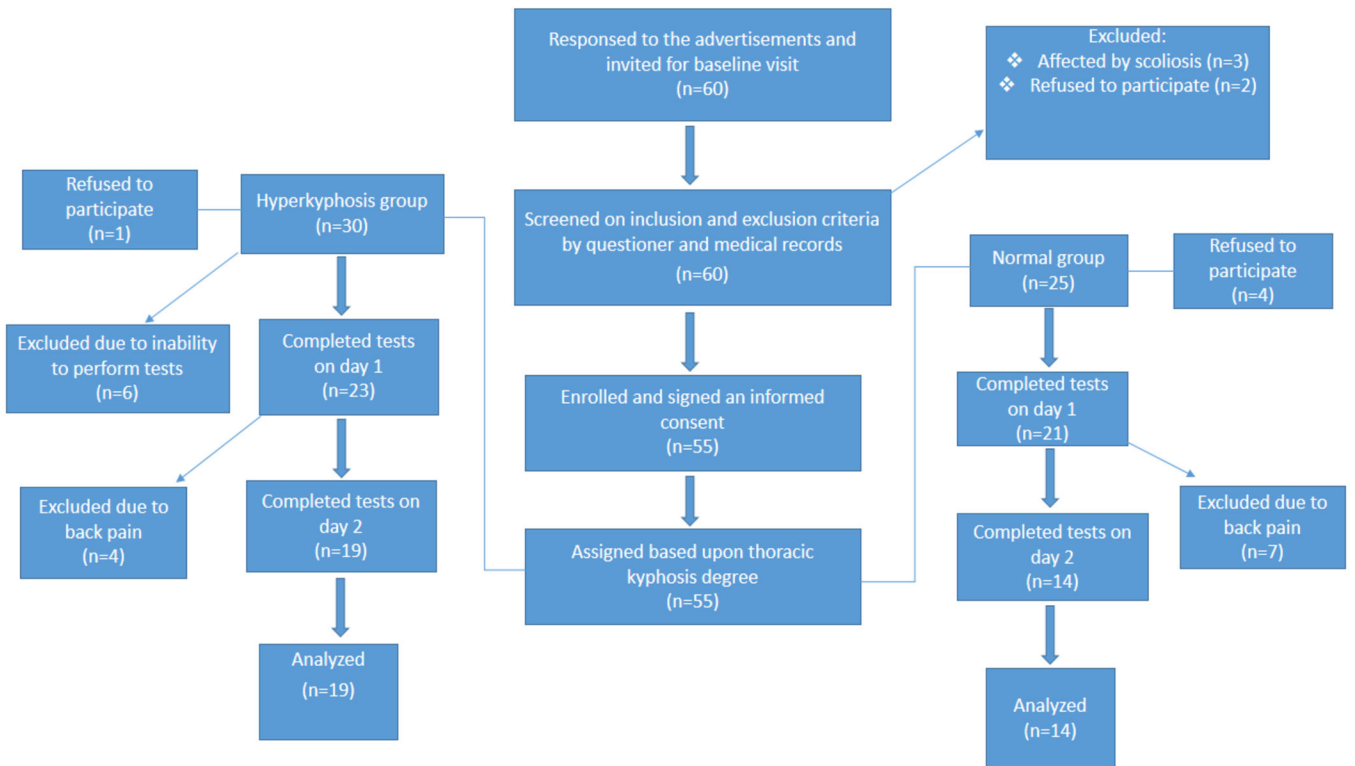 Responsed to the advertisements and
invited for baseline visit
(n=60)
Excluded:
❖ Affected by scoliosis (n=3)
❖ Refused to participate (n=2)
Screened on inclusion and exclusion criteria
by questioner and medical records
(n=60)
Enrolled and signed an informed
consent
(n=55)
Assigned based upon thoracic
kyphosis degree
(n=55)
Refused to
participate
(n=1)
Hyperkyphosis group
(n=30)
Excluded due to inability
to perform tests
(n=6)
Completed tests
on day 1
(n=23)
Excluded due to
back pain
(n=4)
Completed tests on
day 2
(n=19)
Analyzed
(n=19)
Normal group
(n=25)
Refused to
participate
(n=4)
Completed tests
on day 1
(n=21)
Excluded due to
back pain
(n=7)
Completed tests on
day 2
(n=14)
Analyzed
(n=14)